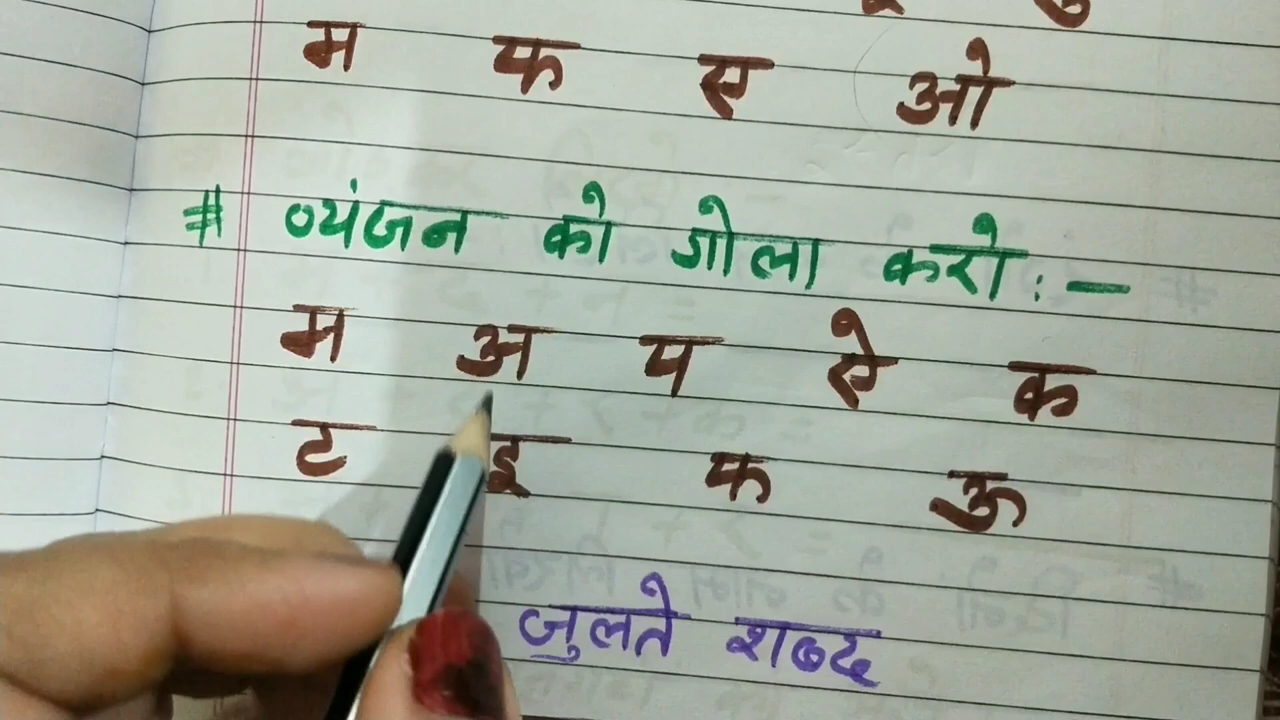 म फ ए ओ
# व्यंजन को गोला करो :-
म अ प ऐ क
ट इ फ ऊ
जुलते शब्द